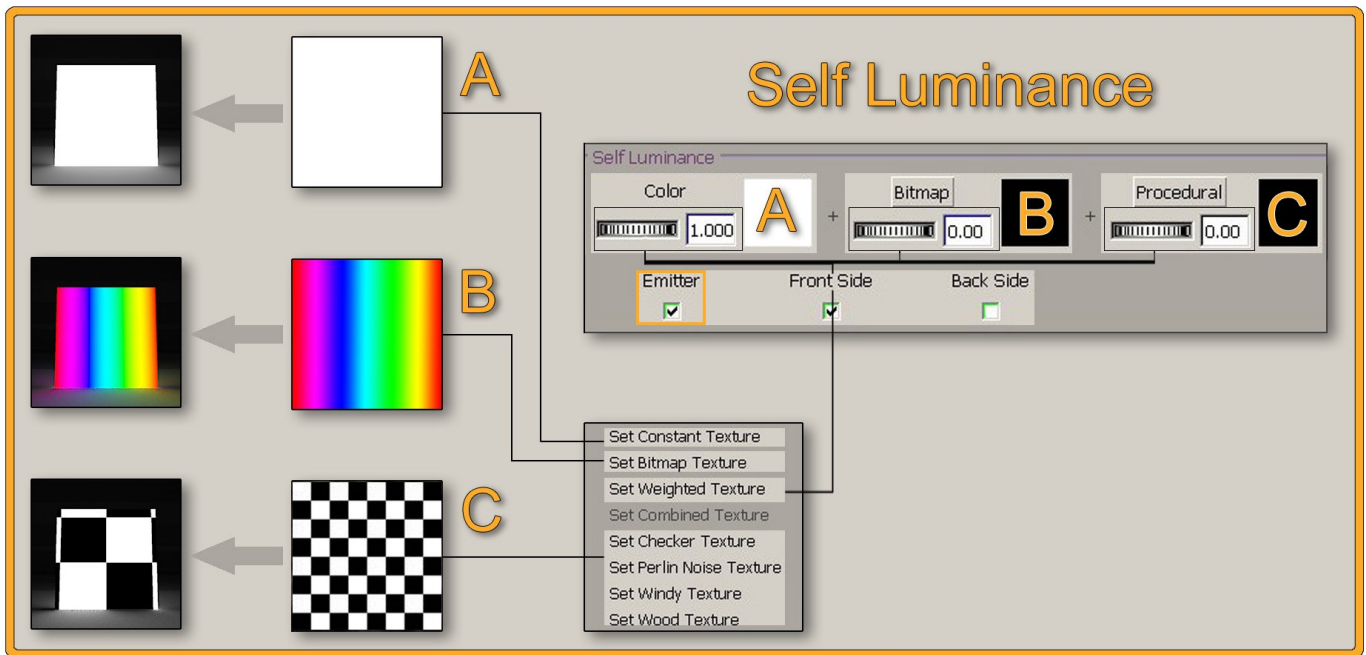 A
Self Luminance
Self Luminance
Color
Bitmap
Procedural
1.000
A
+
0.00
B
+
0.00
C
Emitter
Front Side
Back Side
B
Set Constant Texture
Set Bitmap Texture
Set Weighted Texture
Set Combined Texture
Set Checker Texture
Set Perlin Noise Texture
Set Windy Texture
Set Wood Texture
C